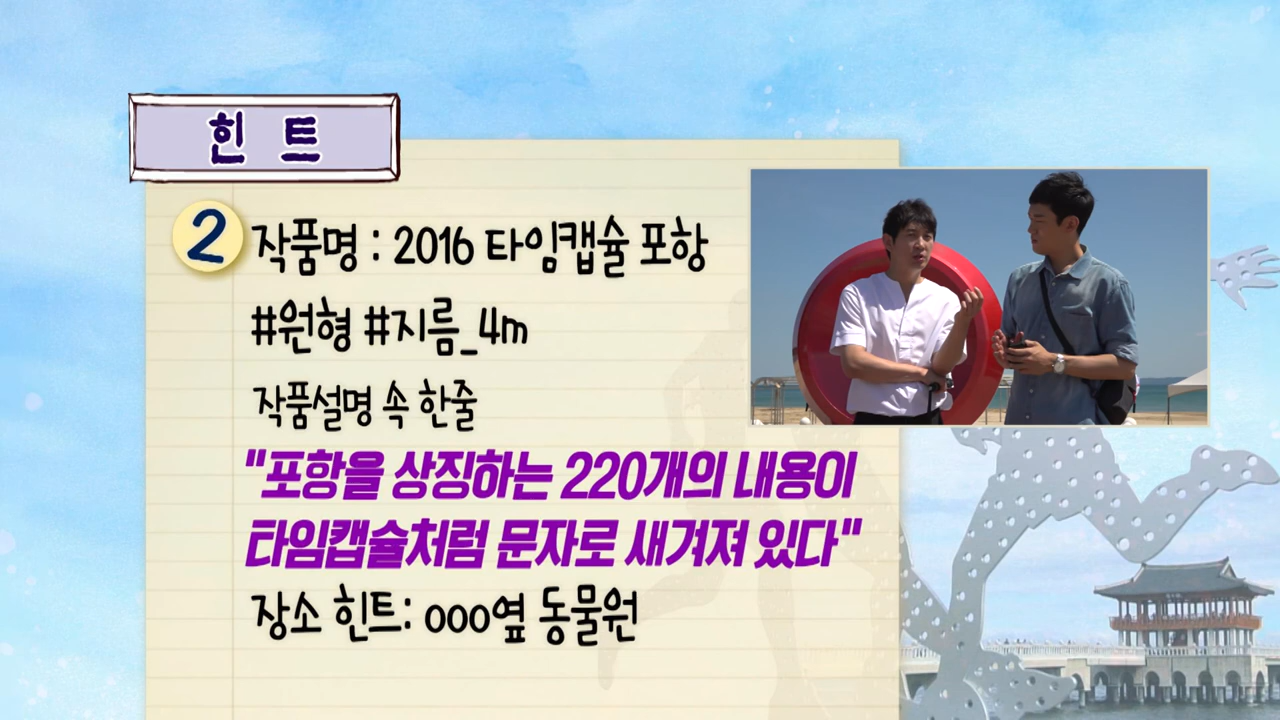 힌 트
2 작품명 : 2016 타임캡슐 포항
#원형 #지름_4m
작품설명 속 한줄
"포항을 상징하는 220개의 내용이
타임캡슐처럼 문자로 새겨져 있다"
장소 힌트: ooo옆 동물원